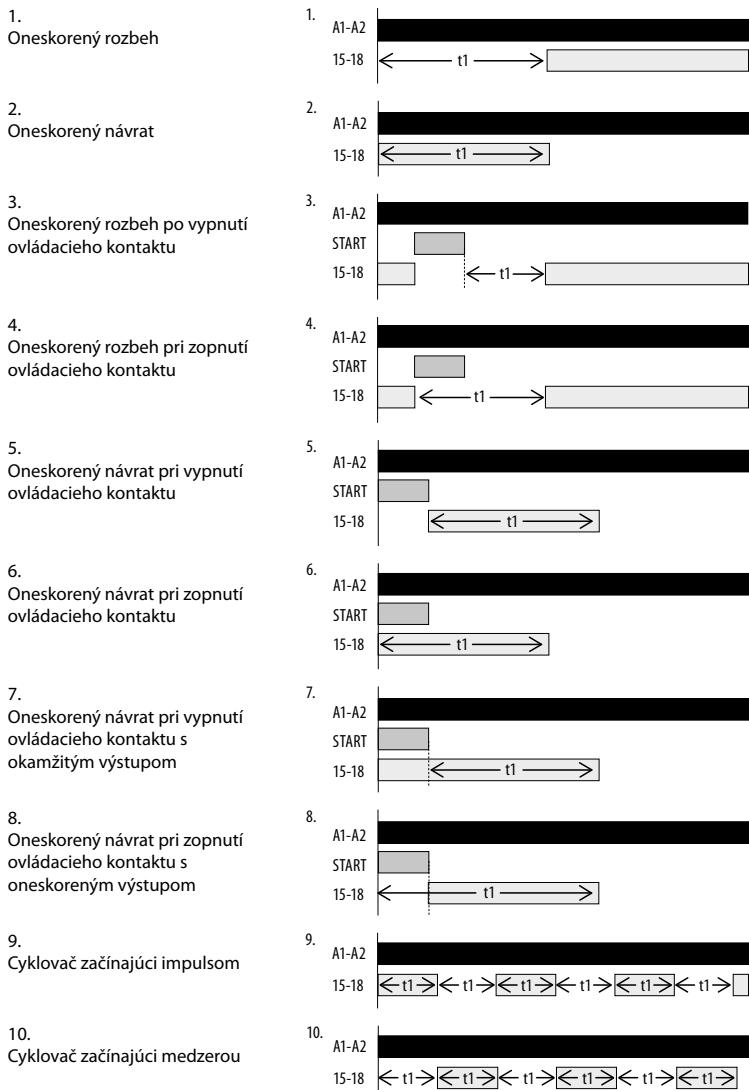 1.
Oneskorený rozbeh
1.
A1-A2
15-18
t1
2.
Oneskorený návrat
2.
A1-A2
15-18
t1
3.
Oneskorený rozbeh po vypnutí
ovládacieho kontaktu
3.
A1-A2
START
15-18
t1
4.
Oneskorený rozbeh pri zopnutí
ovládacieho kontaktu
4.
A1-A2
START
15-18
t1
5.
Oneskorený návrat pri vypnutí
ovládacieho kontaktu
5.
A1-A2
START
15-18
t1
6.
Oneskorený návrat pri zopnutí
ovládacieho kontaktu
6.
A1-A2
START
15-18
t1
7.
Oneskorený návrat pri vypnutí
ovládacieho kontaktu s
okamžitým výstupom
7.
A1-A2
START
15-18
t1
8.
Oneskorený návrat pri zopnutí
ovládacieho kontaktu s
oneskoreným výstupom
8.
A1-A2
START
15-18
t1
9.
Cyklovač začínajúci impulsom
9.
A1-A2
15-18 t1 t1 t1 t1 t1 t1
10.
Cyklovač začínajúci medzerou
10.
A1-A2
15-18 t1 t1 t1 t1 t1 t1